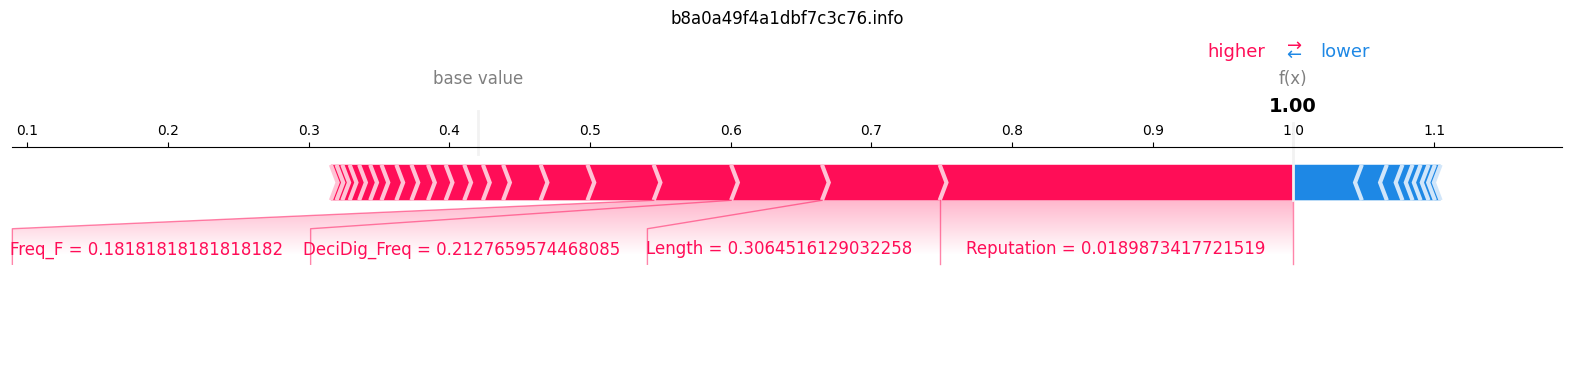 b8a0a49f4a1dbf7c3c76.info
higher ⇄ lower
base value f(x)
1.00
0.1 0.2 0.3 0.4 0.5 0.6 0.7 0.8 0.9 1.0 1.1
Freq_F = 0.18181818181818182 DeciDig_Freq = 0.2127659574468085 Length = 0.3064516129032258 Reputation = 0.0189873417721519